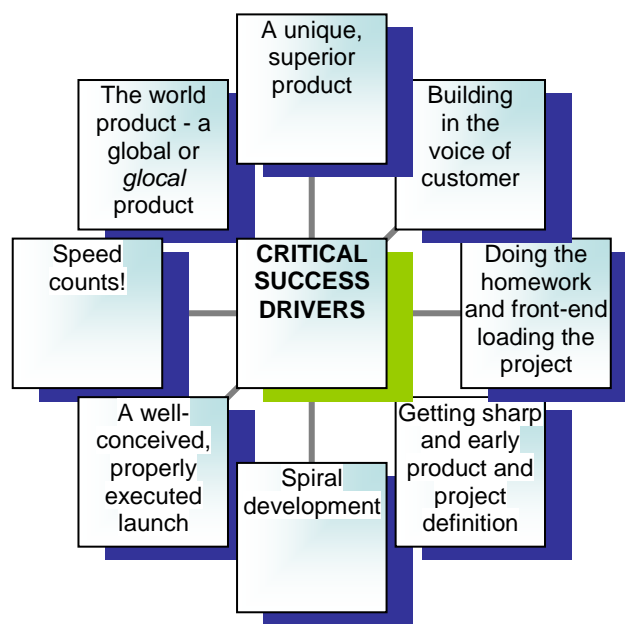 A unique,
superior
product
Building
in the
voice of
customer
Doing the
homework
and front-end
loading the
project
Getting sharp
and early
product and
project
definition
Spiral
development
A well-
conceived,
properly
executed
launch
Speed
counts!
The world
product - a
global or
glocal
product
CRITICAL
SUCCESS
DRIVERS